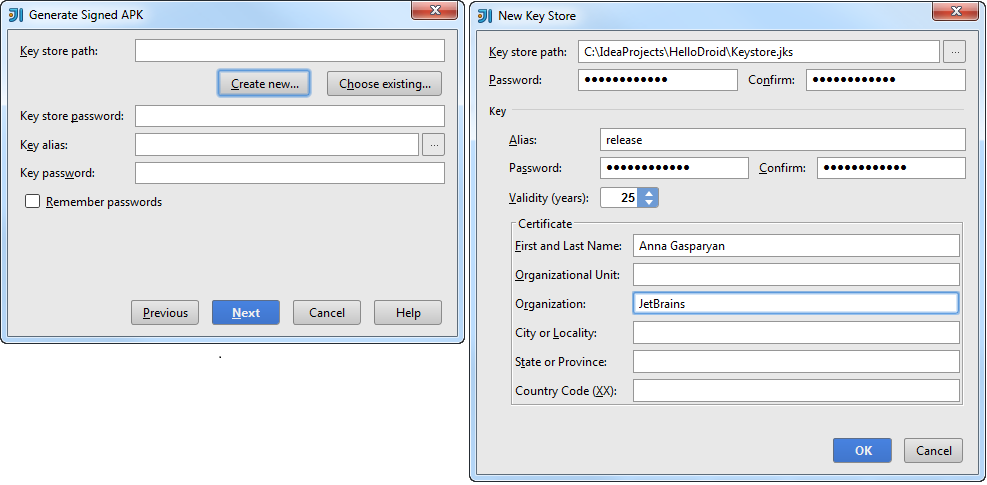 Generate Signed APK
Key store path:
Create new...
Choose existing...
Key store password:
Key alias:
...
Key password:
Remember passwords
Previous
Next
Cancel
Help
.
New Key Store
Key store path: C:\IdeaProjects\HelloDroid\Keystore.jks ...
Password: ●●●●●●●●●●●● Confirm: ●●●●●●●●●●●●
Key
Alias: release
Password: ●●●●●●●●●●●● Confirm: ●●●●●●●●●●●●
Validity (years): 25
Certificate
First and Last Name: Anna Gasparyan
Organizational Unit:
Organization: JetBrains
City or Locality:
State or Province:
Country Code (XX):
OK
Cancel